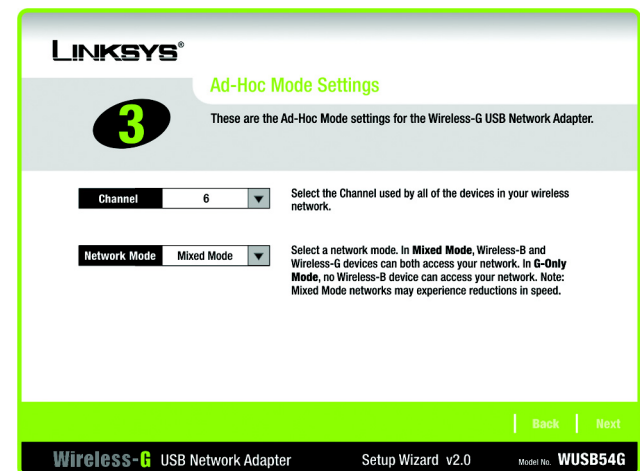 LINKSYS®
Ad-Hoc Mode Settings
3
These are the Ad-Hoc Mode settings for the Wireless-G USB Network Adapter.
Channel 6
Select the Channel used by all of the devices in your wireless
network.
Network Mode Mixed Mode
Select a network mode. In Mixed Mode, Wireless-B and
Wireless-G devices can both access your network. In G-Only
Mode, no Wireless-B device can access your network. Note:
Mixed Mode networks may experience reductions in speed.
Back Next
Wireless-G USB Network Adapter Setup Wizard v2.0 Model No. WUSB54G